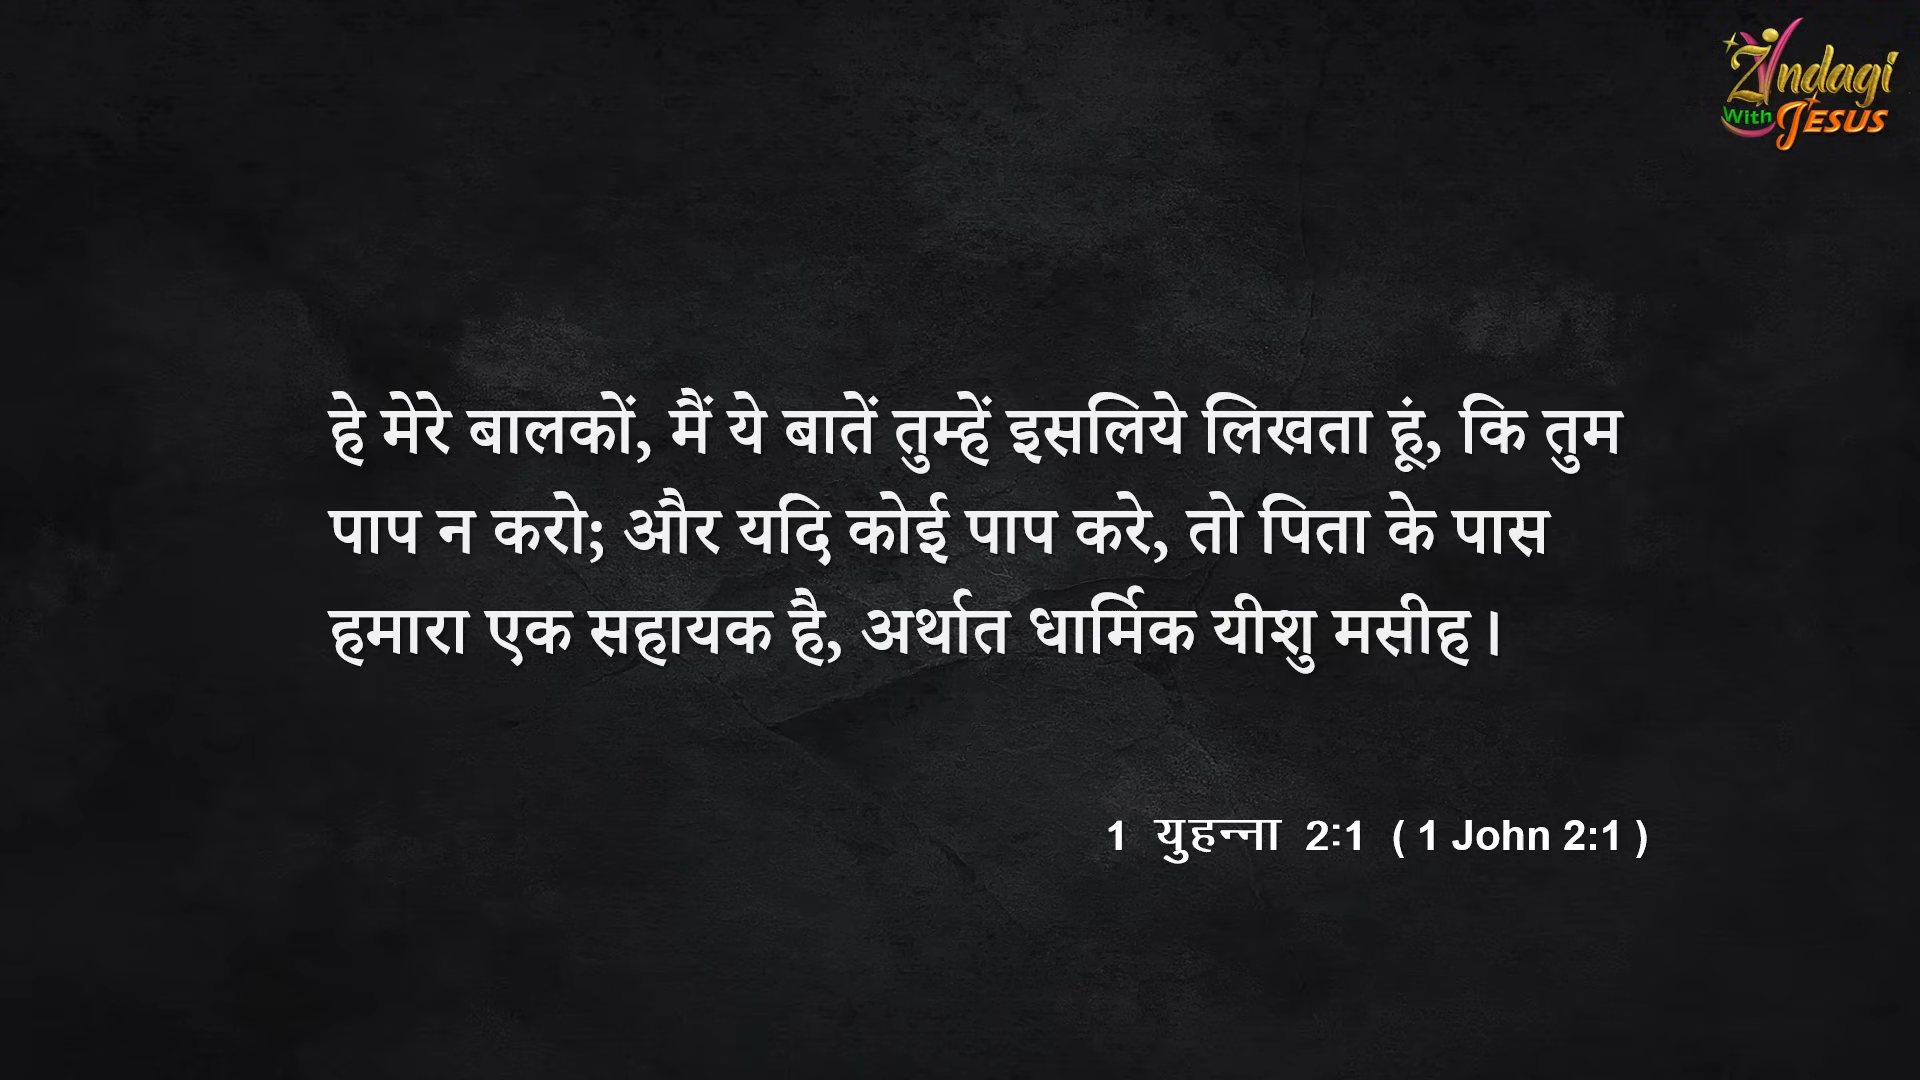 Zindagi
With Jesus
हे मेरे बालकों, मैं ये बातें तुम्हें इसलिये लिखता हूं, कि तुम
पाप न करो; और यदि कोई पाप करे, तो पिता के पास
हमारा एक सहायक है, अर्थात धार्मिक यीशु मसीह।
1 युहन्ना 2:1 ( 1 John 2:1 )